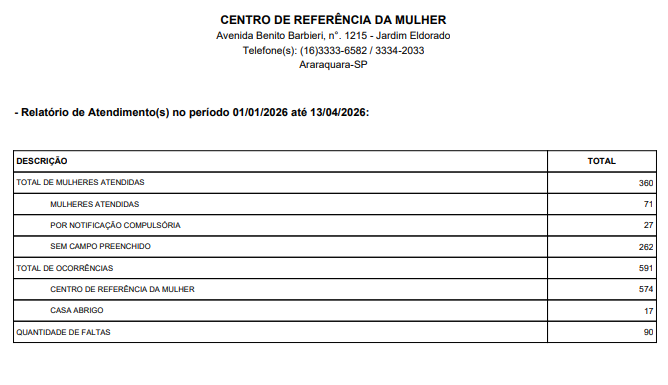 CENTRO DE REFERÊNCIA DA MULHER
Avenida Benito Barbieri, n°. 1215 - Jardim Eldorado
Telefone(s): (16)3333-6582 / 3334-2033
Araraquara-SP
- Relatório de Atendimento(s) no período 01/01/2026 até 13/04/2026:
DESCRIÇÃO TOTAL
TOTAL DE MULHERES ATENDIDAS 360
MULHERES ATENDIDAS 71
POR NOTIFICAÇÃO COMPULSÓRIA 27
SEM CAMPO PREENCHIDO 262
TOTAL DE OCORRÊNCIAS 591
CENTRO DE REFERÊNCIA DA MULHER 574
CASA ABRIGO 17
QUANTIDADE DE FALTAS 90